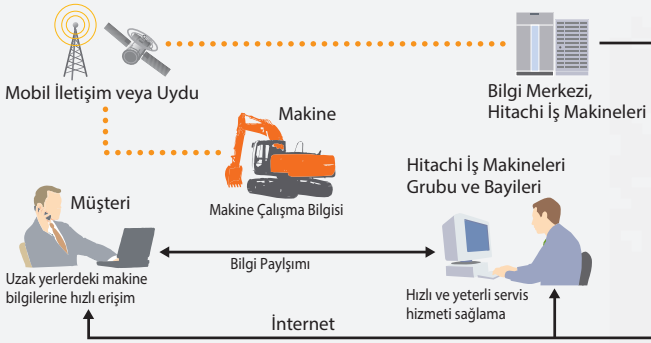 Mobil İletişim veya Uydu
Bilgi Merkezi,
Hitachi İş Makineleri
Makine
Makine Çalışma Bilgisi
Hitachi İş Makineleri
Grubu ve Bayileri
Müşteri
Bilgi Paylşımı
Uzak yerlerdeki makine
bilgilerine hızlı erişim
Hızlı ve yeterli servis
hizmeti sağlama
İnternet